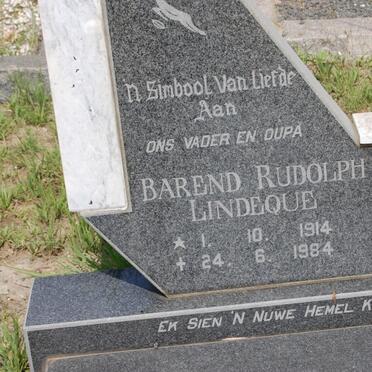 'n Simbool Van Liefde
Aan
ONS VADER EN OUPA
BAREND RUDOLPH
LINDEQUE
★ 1. 10. 1914
✝ 24. 6. 1984
EK SIEN 'N NUWE HEMEL